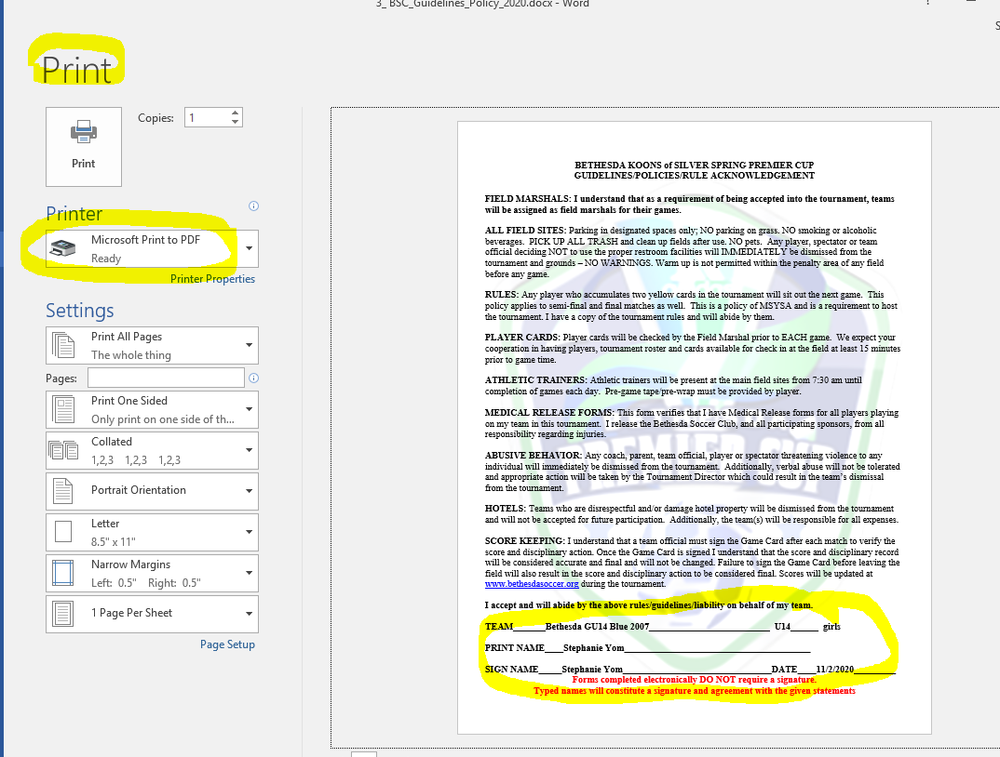 3_ BSC_Guidelines_Policy_2020.docx - Word
Print
Copies: 1
Print
Printer
Microsoft Print to PDF
Ready
Printer Properties
Settings
Print All Pages
The whole thing
Pages:
Print One Sided
Only print on one side of th...
Collated
1,2,3 1,2,3 1,2,3
Portrait Orientation
Letter
8.5" x 11"
Narrow Margins
Left: 0.5" Right: 0.5"
1 Page Per Sheet
Page Setup
BETHESDA KOONS of SILVER SPRING PREMIER CUP
GUIDELINES/POLICIES/RULE ACKNOWLEDGEMENT
FIELD MARSHALS: I understand that as a requirement of being accepted into the tournament, teams
will be assigned as field marshals for their games.
ALL FIELD SITES: Parking in designated spaces only; NO parking on grass. NO smoking or alcoholic
beverages. PICK UP ALL TRASH and clean up fields after use. NO pets. Any player, spectator or team
official deciding NOT to use the proper restroom facilities will IMMEDIATELY be dismissed from the
tournament and grounds – NO WARNINGS. Warm up is not permitted within the penalty area of any field
before any game.
RULES: Any player who accumulates two yellow cards in the tournament will sit out the next game. This
policy applies to semi-final and final matches as well. This is a policy of MSYSA and is a requirement to host
the tournament. I have a copy of the tournament rules and will abide by them.
PLAYER CARDS: Player cards will be checked by the Field Marshal prior to EACH game. We expect your
cooperation in having players, tournament roster and cards available for check in at the field at least 15 minutes
prior to game time.
ATHLETIC TRAINERS: Athletic trainers will be present at the main field sites from 7:30 am until
completion of games each day. Pre-game tape/pre-wrap must be provided by player.
MEDICAL RELEASE FORMS: This form verifies that I have Medical Release forms for all players playing
on my team in this tournament. I release the Bethesda Soccer Club, and all participating sponsors, from all
responsibility regarding injuries.
ABUSIVE BEHAVIOR: Any coach, parent, team official, player or spectator threatening violence to any
individual will immediately be dismissed from the tournament. Additionally, verbal abuse will not be tolerated
and appropriate action will be taken by the Tournament Director which could result in the team's dismissal
from the tournament.
HOTELS: Teams who are disrespectful and/or damage hotel property will be dismissed from the tournament
and will not be accepted for future participation. Additionally, the team(s) will be responsible for all expenses.
SCORE KEEPING: I understand that a team official must sign the Game Card after each match to verify the
score and disciplinary action. Once the Game Card is signed I understand that the score and disciplinary record
will be considered accurate and final and will not be changed. Failure to sign the Game Card before leaving the
field will also result in the score and disciplinary action to be considered final. Scores will be updated at
www.bethesdasoccer.org during the tournament.
I accept and will abide by the above rules/guidelines/liability on behalf of my team.
TEAM_______Bethesda GU14 Blue 2007__________________________ U14______ girls
PRINT NAME____Stephanie Yom________________________________________
SIGN NAME_____Stephanie Yom________________________________DATE____11/2/2020_________
Forms completed electronically DO NOT require a signature.
Typed names will constitute a signature and agreement with the given statements
PREMIER CUP